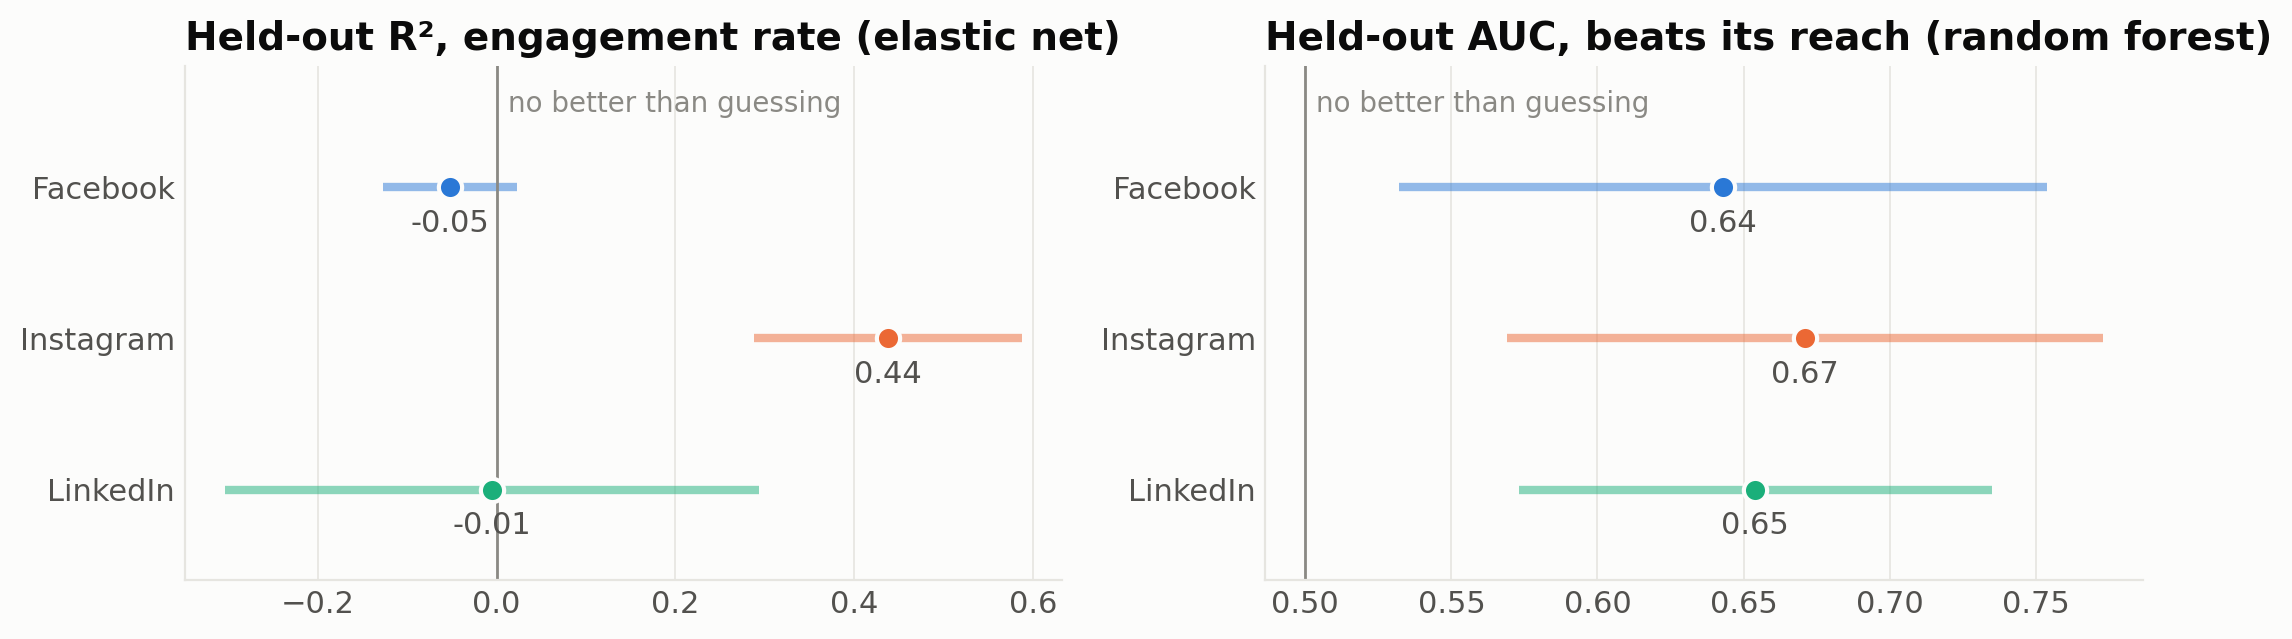 Held-out R², engagement rate (elastic net)
no better than guessing
Facebook
-0.05
Instagram
0.44
LinkedIn
-0.01
−0.2 0.0 0.2 0.4 0.6
Held-out AUC, beats its reach (random forest)
no better than guessing
Facebook
0.64
Instagram
0.67
LinkedIn
0.65
0.50 0.55 0.60 0.65 0.70 0.75